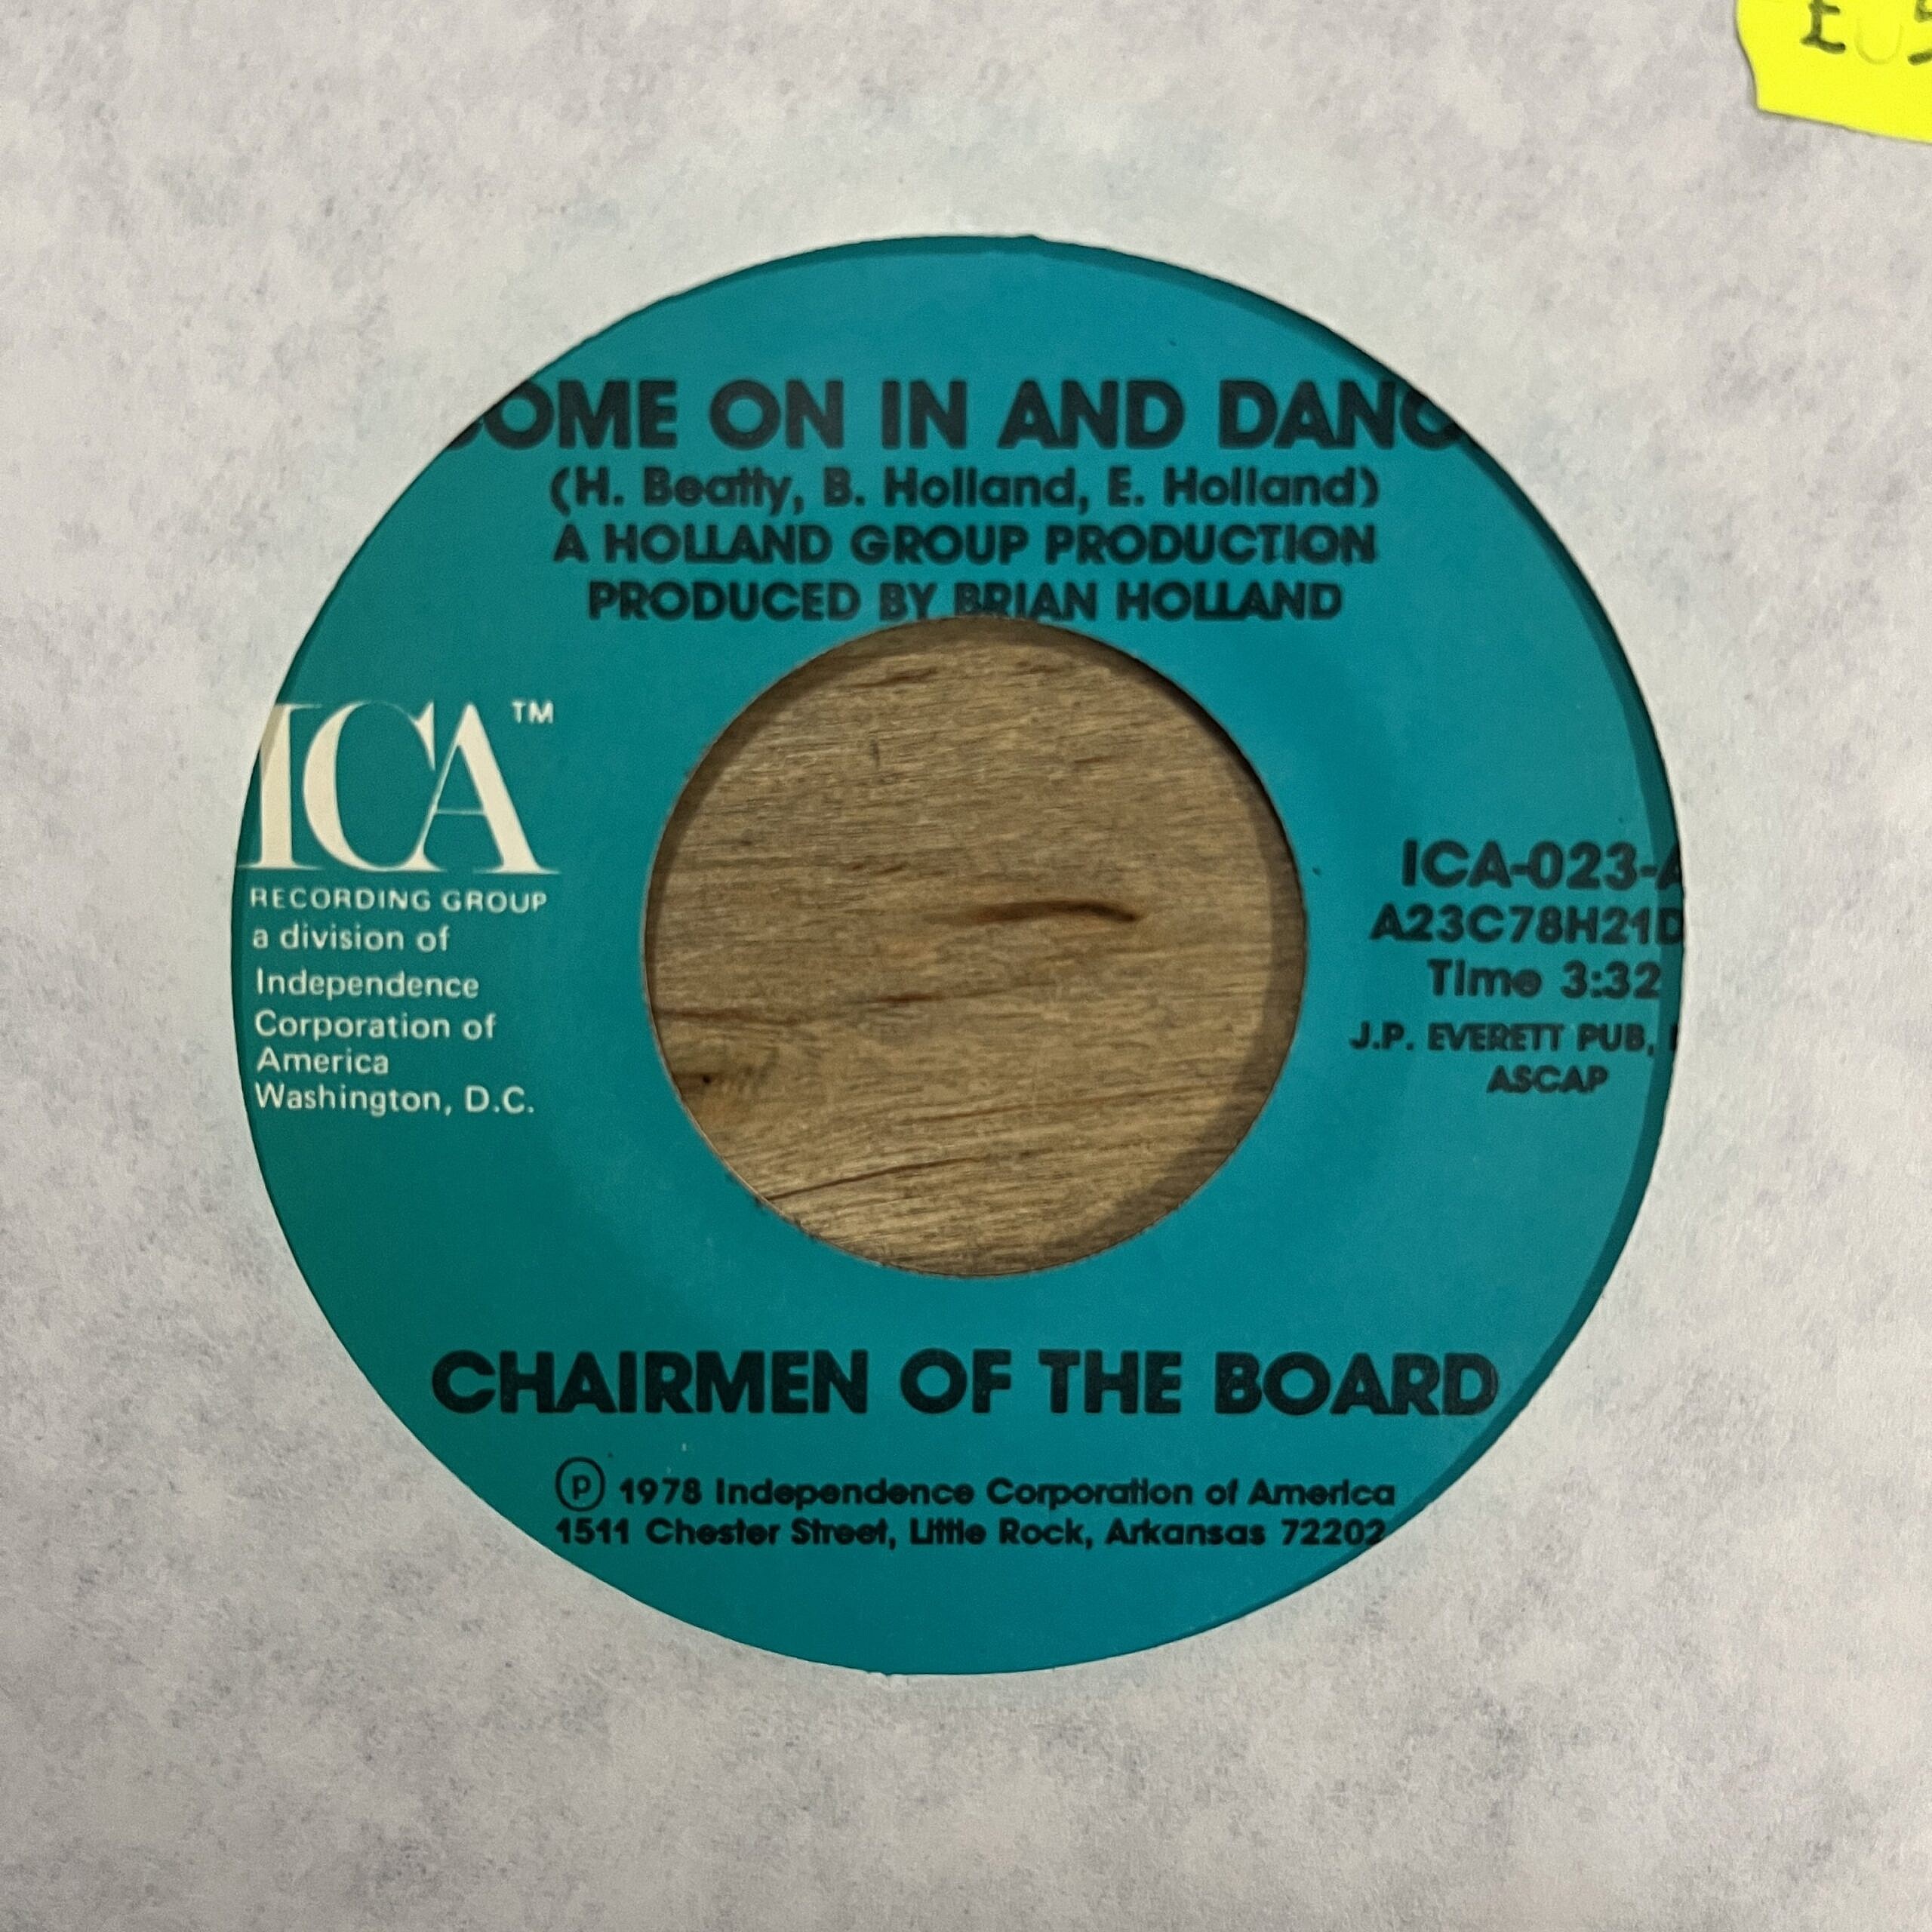 £
OME ON IN AND DANC
(H. Beatty, B. Holland, E. Holland)
A HOLLAND GROUP PRODUCTION
PRODUCED BY BRIAN HOLLAND
ICA™
RECORDING GROUP
a division of
Independence
Corporation of
America
Washington, D.C.
ICA-023-A
A23C78H21D
Time 3:32
J.P. EVERETT PUB,
ASCAP
CHAIRMEN OF THE BOARD
℗ 1978 Independence Corporation of America
1511 Chester Street, Little Rock, Arkansas 72202